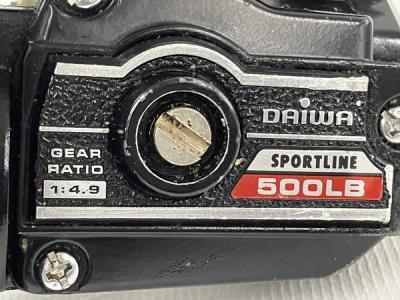 DAIWA
GEAR
RATIO
1:4.9
SPORTLINE
500LB